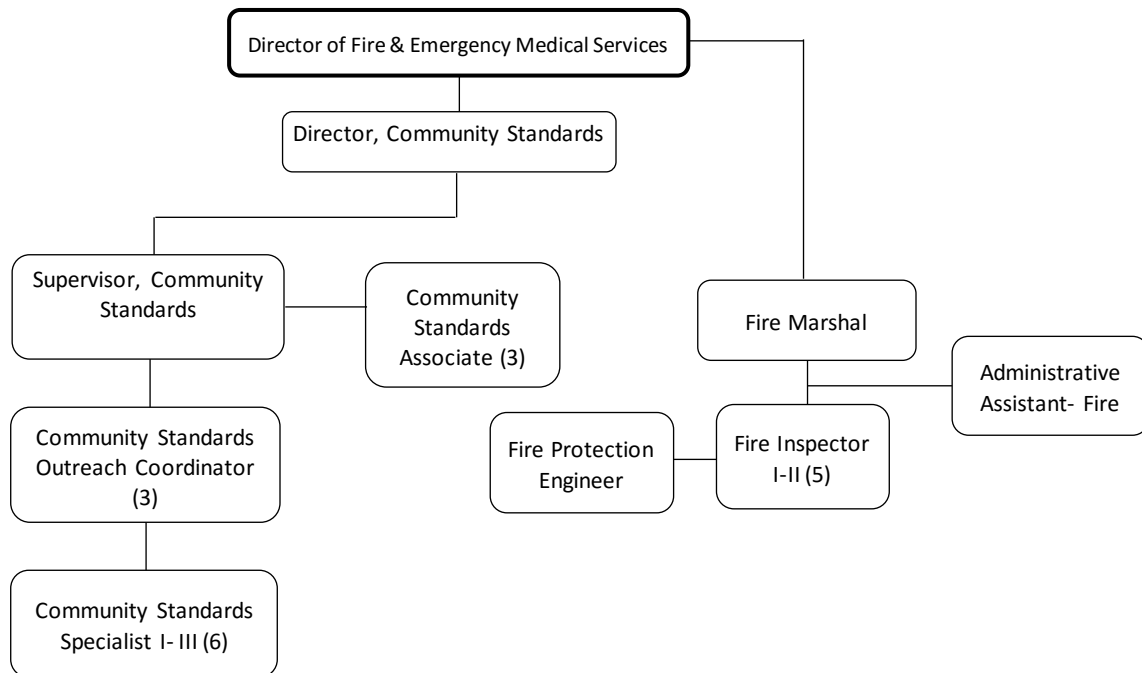 Director of Fire & Emergency Medical Services
Director, Community Standards
Supervisor, Community
Standards
Community
Standards
Associate (3)
Fire Marshal
Administrative
Assistant- Fire
Community Standards
Outreach Coordinator
(3)
Fire Protection
Engineer
Fire Inspector
I-II (5)
Community Standards
Specialist I- III (6)